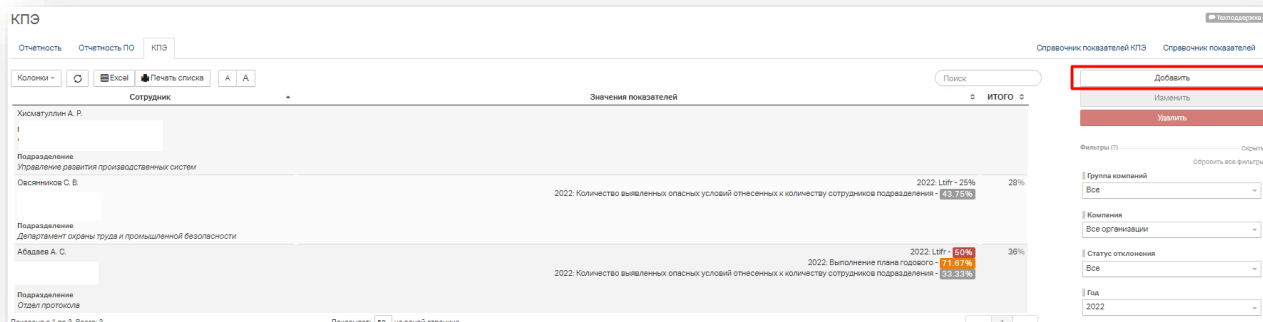 КПЭ
Техподдержка
Отчетность Отчетность ПО КПЭ
Справочник показателей КПЭ Справочник показателей
Колонки Excel Печать списка А А
Поиск
Добавить
Сотрудник Значения показателей ИТОГО
Изменить
Хисматуллин А. Р.
Удалить
Подразделение
Управление развития производственных систем
Фильтры (7) Скрыть
Сбросить все фильтры
Овсянников С. В.
2022: Ltifr - 25% 28%
2022: Количество выявленных опасных условий отнесенных к количеству сотрудников подразделения - 43.75%
Подразделение
Департамент охраны труда и промышленной безопасности
Группа компаний
Все
Компания
Все организации
Абадаев А. С.
2022: Ltifr - 50% 36%
2022: Выполнение плана годового - 71.67%
2022: Количество выявленных опасных условий отнесенных к количеству сотрудников подразделения - 33.33%
Подразделение
Отдел протокола
Статус отклонения
Все
Год
2022